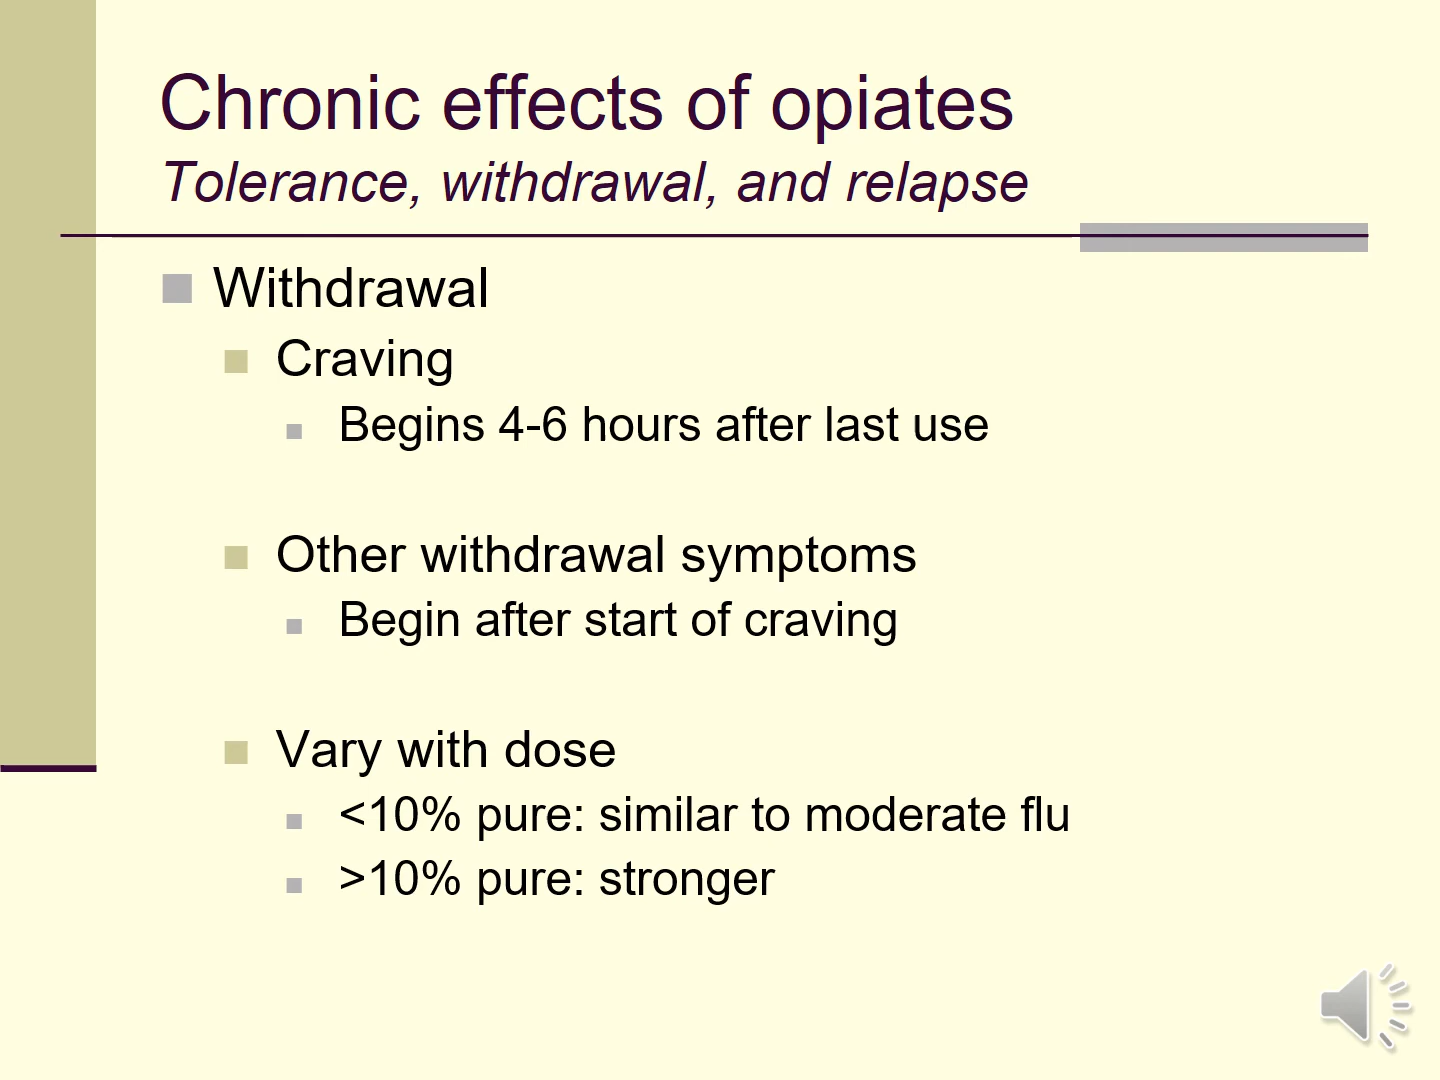 Chronic effects of opiates
Tolerance, withdrawal, and relapse
Withdrawal
Craving
Begins 4-6 hours after last use
Other withdrawal symptoms
Begin after start of craving
Vary with dose
<10% pure: similar to moderate flu
>10% pure: stronger